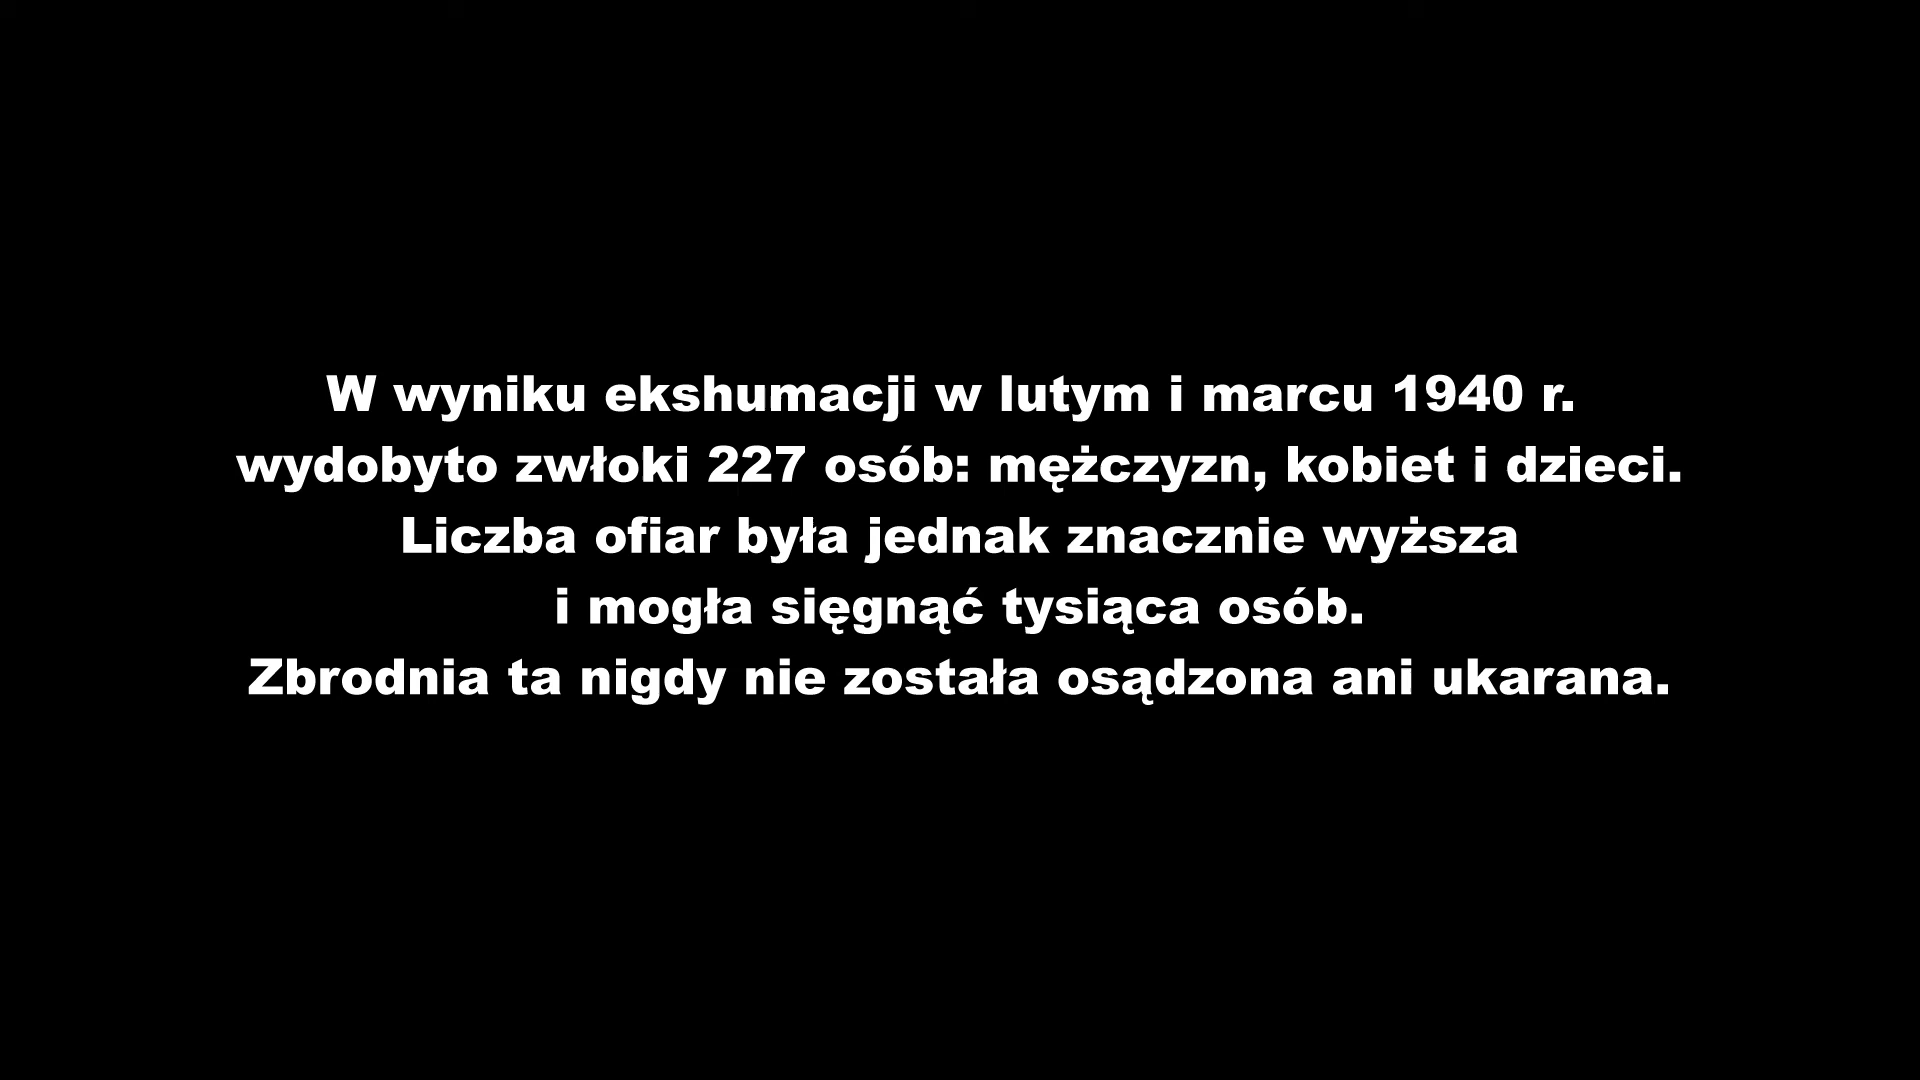 W wyniku ekshumacji w lutym i marcu 1940 r.
wydobyto zwłoki 227 osób: mężczyzn, kobiet i dzieci.
Liczba ofiar była jednak znacznie wyższa
i mogła sięgnąć tysiąca osób.
Zbrodnia ta nigdy nie została osądzona ani ukarana.